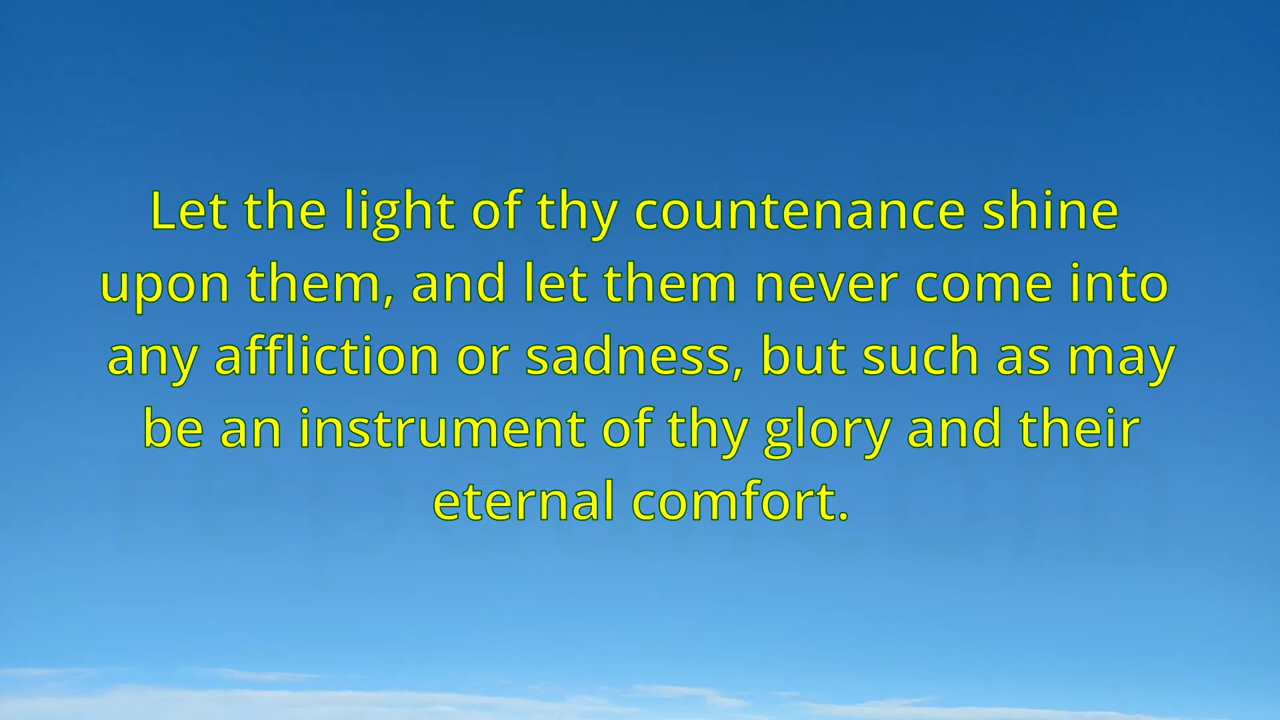 Let the light of thy countenance shine
upon them, and let them never come into
any affliction or sadness, but such as may
be an instrument of thy glory and their
eternal comfort.